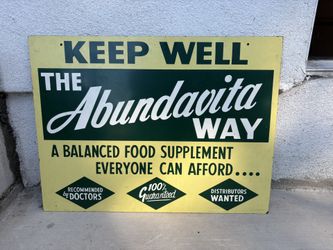 KEEP WELL
THE
Abundavita
WAY
A BALANCED FOOD SUPPLEMENT
EVERYONE CAN AFFORD....
RECOMMENDED
by DOCTORS
100%
Guaranteed
DISTRIBUTORS
WANTED